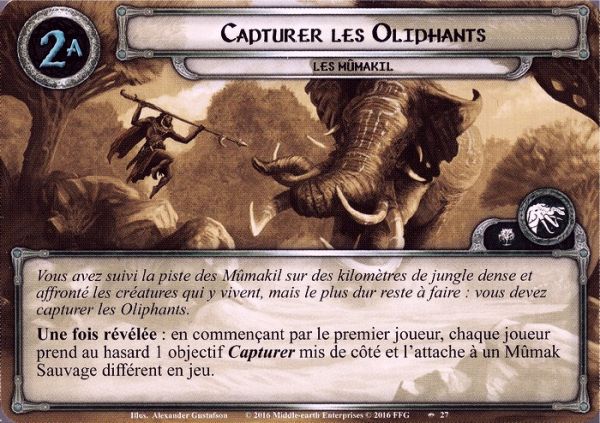 2A
CAPTURER LES OLIPHANTS
LES MÛMAKIL
Vous avez suivi la piste des Mûmakil sur des kilomètres de jungle dense et
affronté les créatures qui y vivent, mais le plus dur reste à faire : vous devez
capturer les Oliphants.
Une fois révélée : en commençant par le premier joueur, chaque joueur
prend au hasard 1 objectif Capturer mis de côté et l'attache à un Mûmak
Sauvage différent en jeu.
Illus. Alexander Gustafson © 2016 Middle-earth Enterprises © 2016 FFG 27